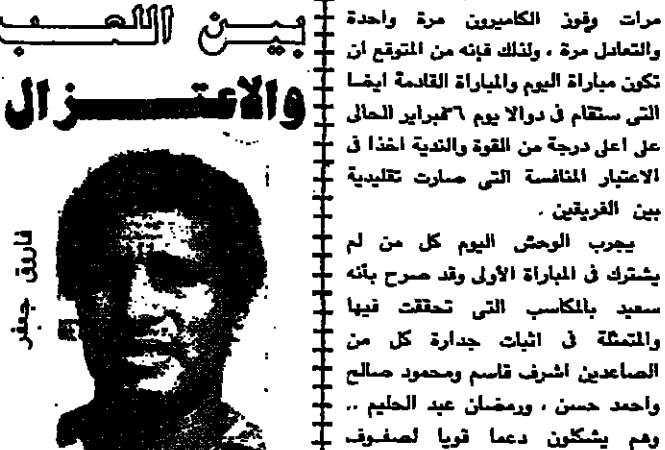 بين اللعب
والاعتزال
فاروق جعفر
مرات وفوز الكاميرون مرة واحدة
والتعادل مرة ، ولذلك فإنه من المتوقع ان
تكون مباراة اليوم والمباراة القادمة ايضا
التى ستقام فى دوالا يوم ٦ فبراير الحالى
على اعلى درجة من القوة والندية اخذا فى
الاعتبار المنافسة التى صارت تقليدية
بين الفريقين .
يجرب الوحش اليوم كل من لم
يشترك فى المباراة الأولى وقد صرح بأنه
سعيد بالمكاسب التى تحققت فيها
والمتمثلة فى اثبات جدارة كل من
الصاعدين اشرف قاسم ومحمود صالح
واحمد حسن ، ورمضان عبد الحليم ..
وهم يشكلون دعما قويا لصفوف